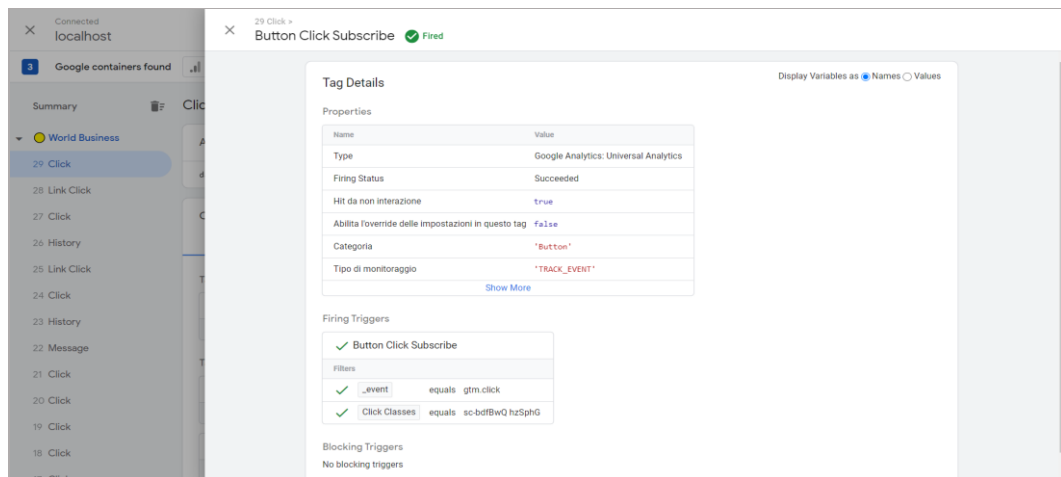 Connected
localhost
3 Google containers found
Summary
World Business
29 Click
28 Link Click
27 Click
26 History
25 Link Click
24 Click
23 History
22 Message
21 Click
20 Click
19 Click
18 Click
Clic
29 Click >
Button Click Subscribe Fired
Tag Details
Display Variables as Names Values
Properties
Name Value
Type Google Analytics: Universal Analytics
Firing Status Succeeded
Hit da non interazione true
Abilita l'override delle impostazioni in questo tag false
Categoria 'Button'
Tipo di monitoraggio 'TRACK_EVENT'
Show More
Firing Triggers
Button Click Subscribe
Filters
_event equals gtm.click
Click Classes equals sc-bdfBwQ hzSphG
Blocking Triggers
No blocking triggers